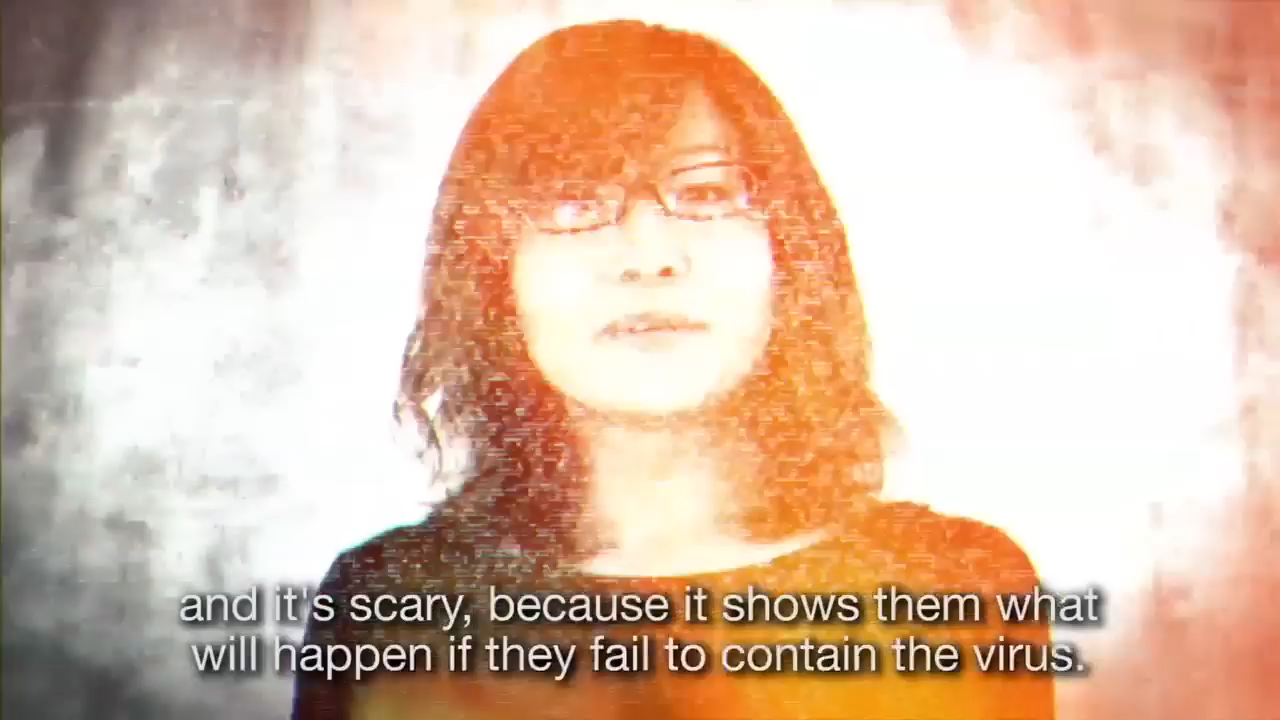 and it's scary, because it shows them what
will happen if they fail to contain the virus.